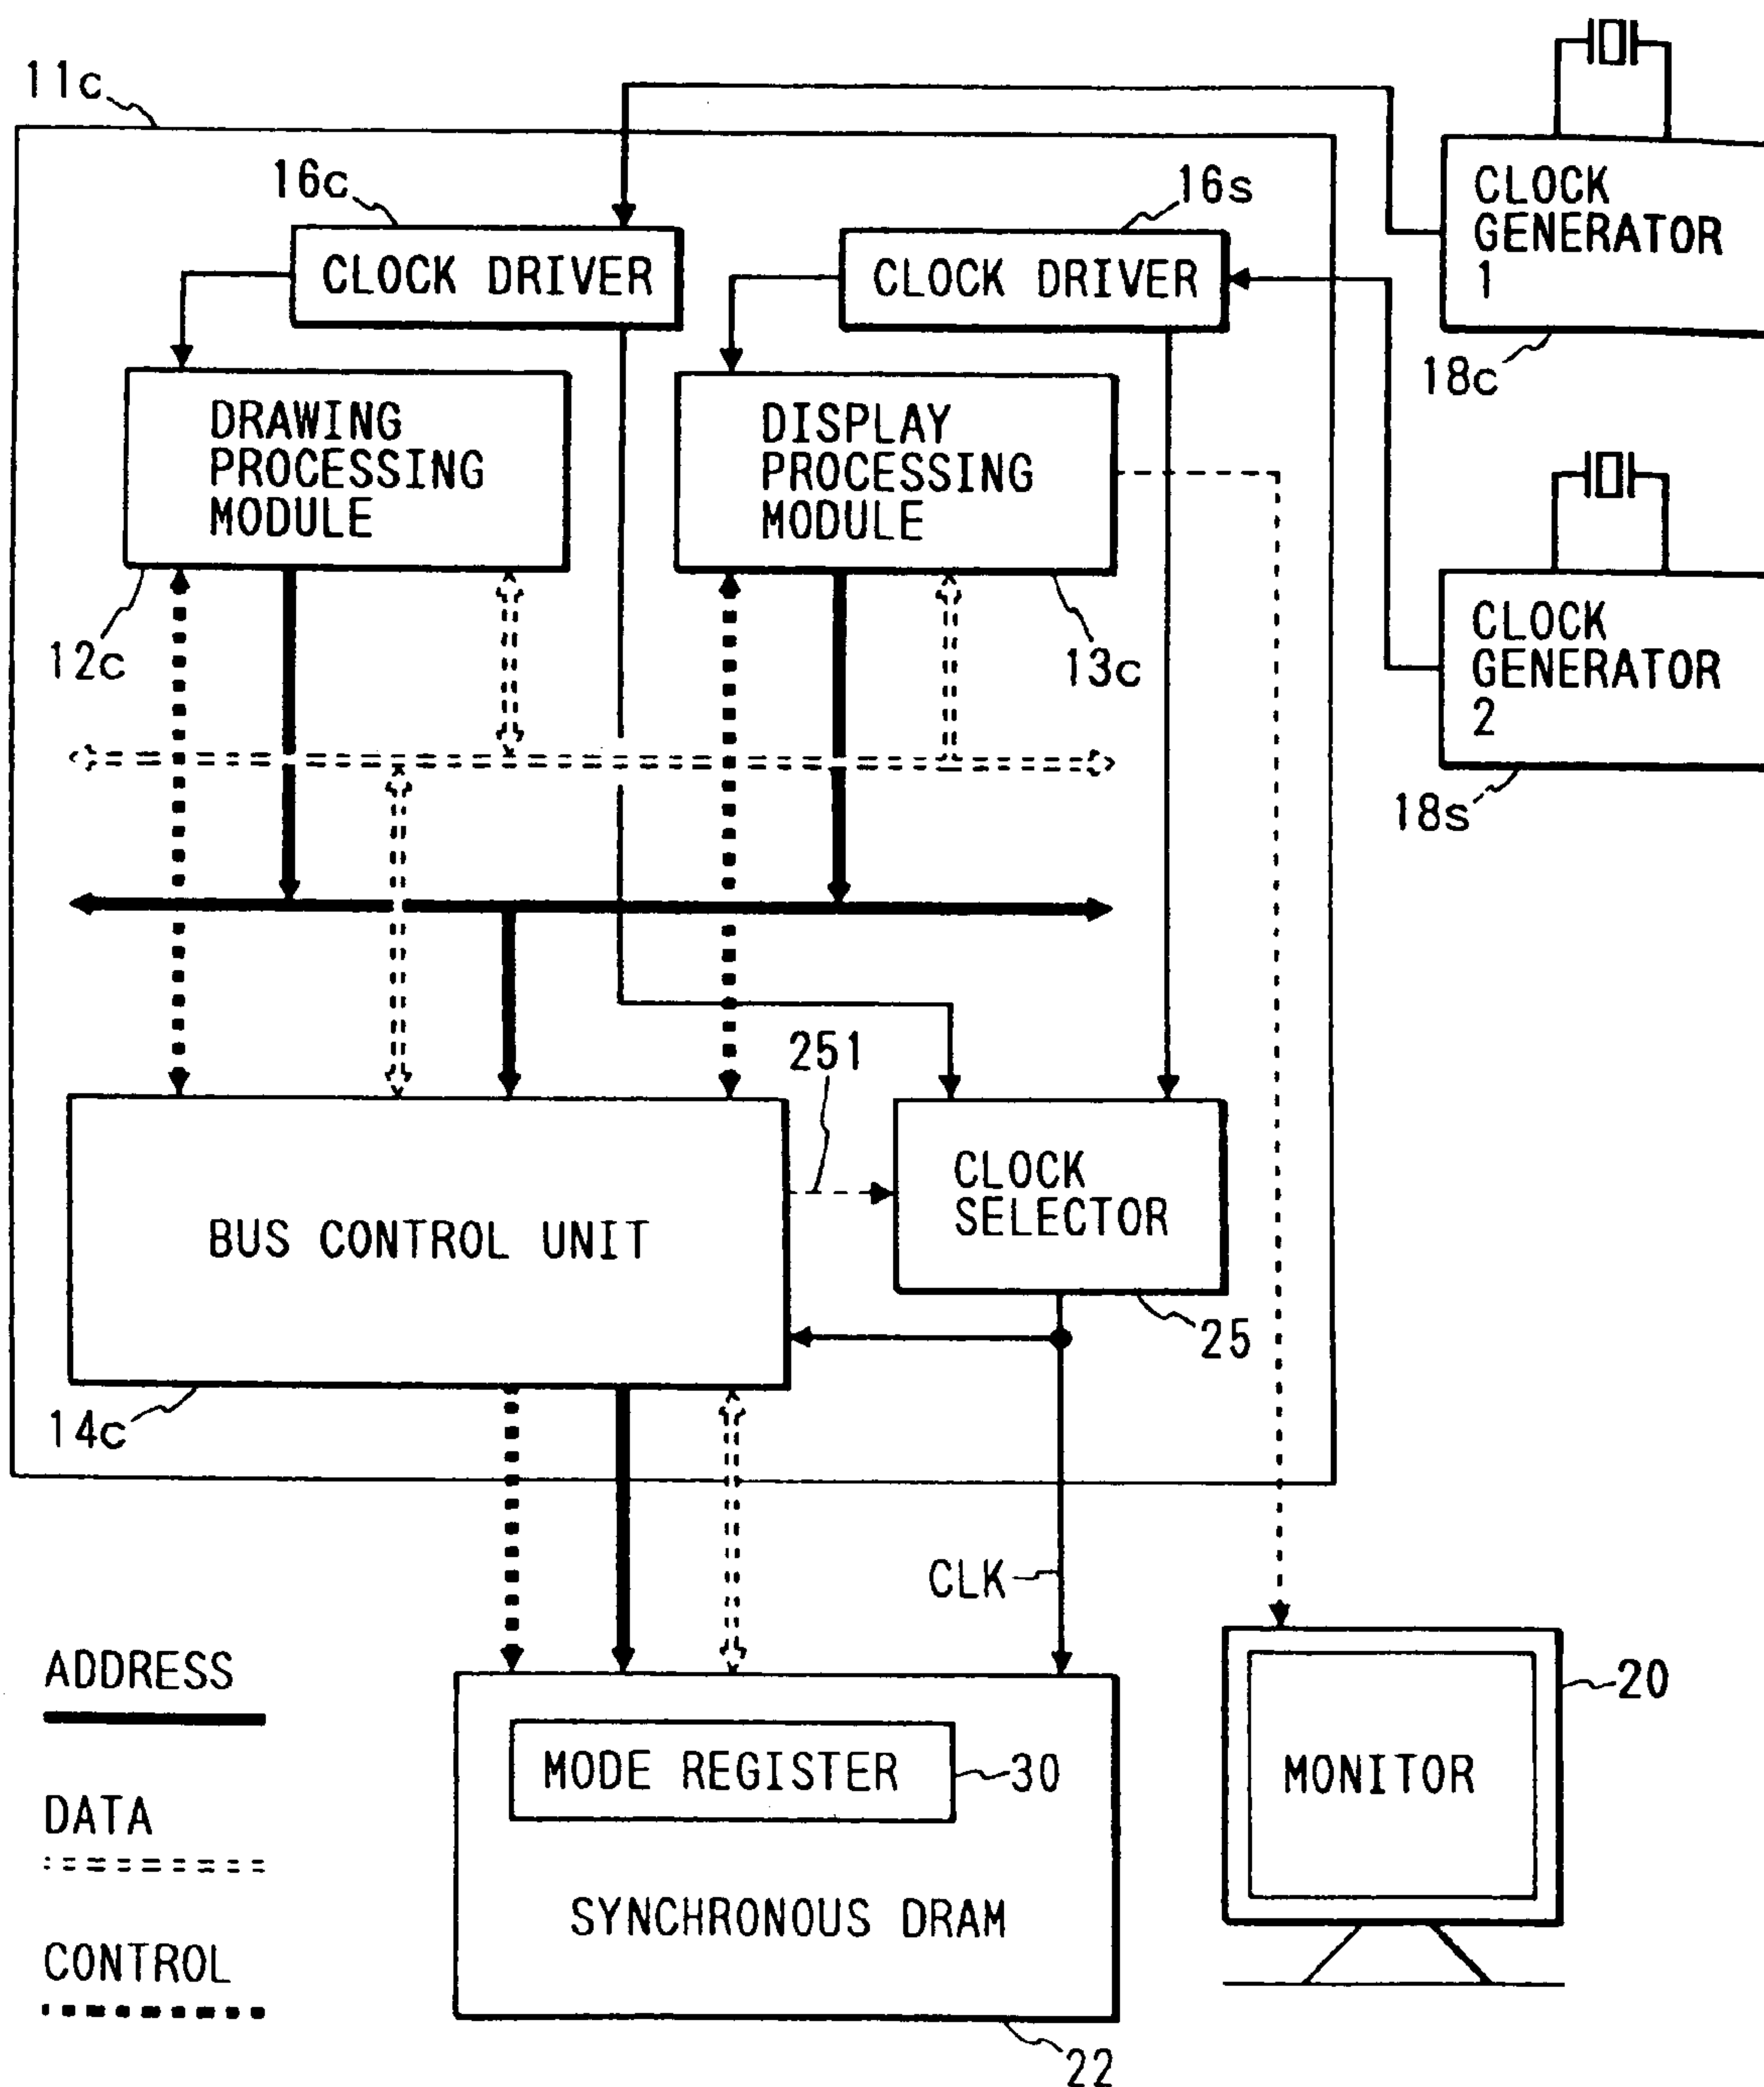 11c
16c
16s
CLOCK
GENERATOR
1
CLOCK DRIVER
CLOCK DRIVER
18c
DRAWING
PROCESSING
MODULE
DISPLAY
PROCESSING
MODULE
12c
13c
CLOCK
GENERATOR
2
18s
251
BUS CONTROL UNIT
CLOCK
SELECTOR
25
14c
CLK
ADDRESS
DATA
CONTROL
MODE REGISTER
30
SYNCHRONOUS DRAM
22
MONITOR
20